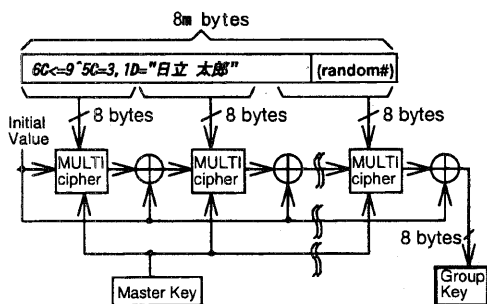 8m bytes
6C<=9^5C=3,1D="日立 太郎"
(random#)
8 bytes
8 bytes
8 bytes
Initial
Value
MULTI
cipher
MULTI
cipher
MULTI
cipher
8 bytes
Master Key
Group
Key